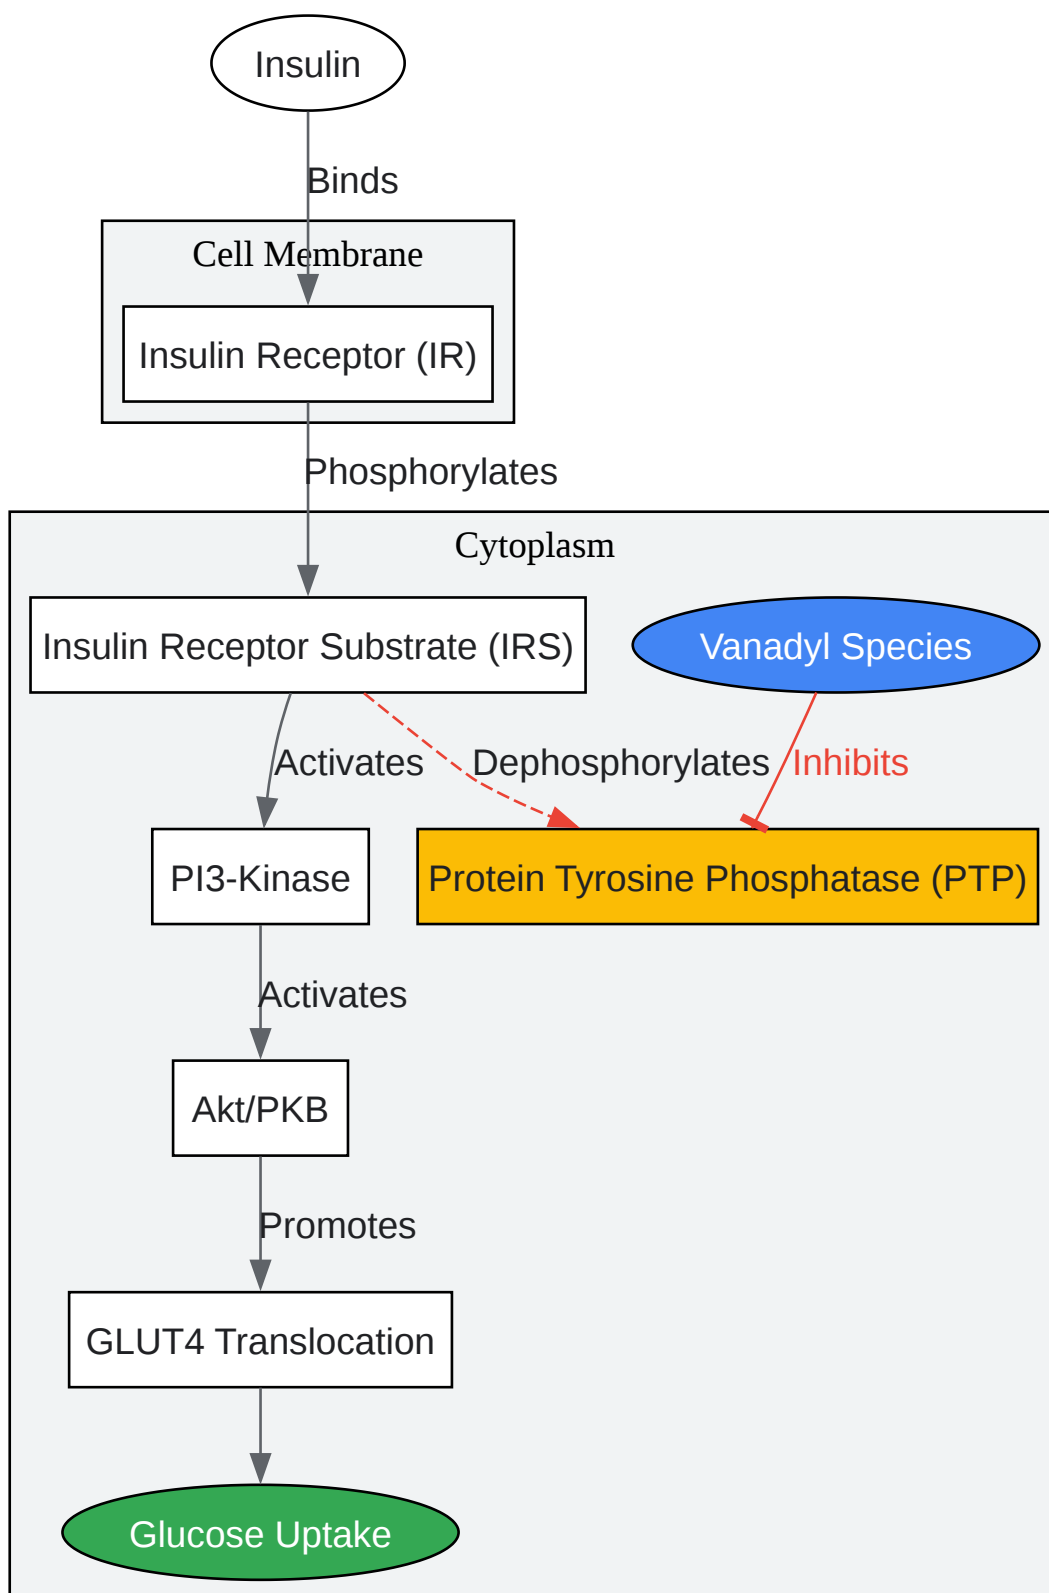 Insulin
Binds
Cell Membrane
Insulin Receptor (IR)
Phosphorylates
Cytoplasm
Insulin Receptor Substrate (IRS)
Vanadyl Species
Activates
Dephosphorylates
Inhibits
PI3-Kinase
Protein Tyrosine Phosphatase (PTP)
Activates
Akt/PKB
Promotes
GLUT4 Translocation
Glucose Uptake